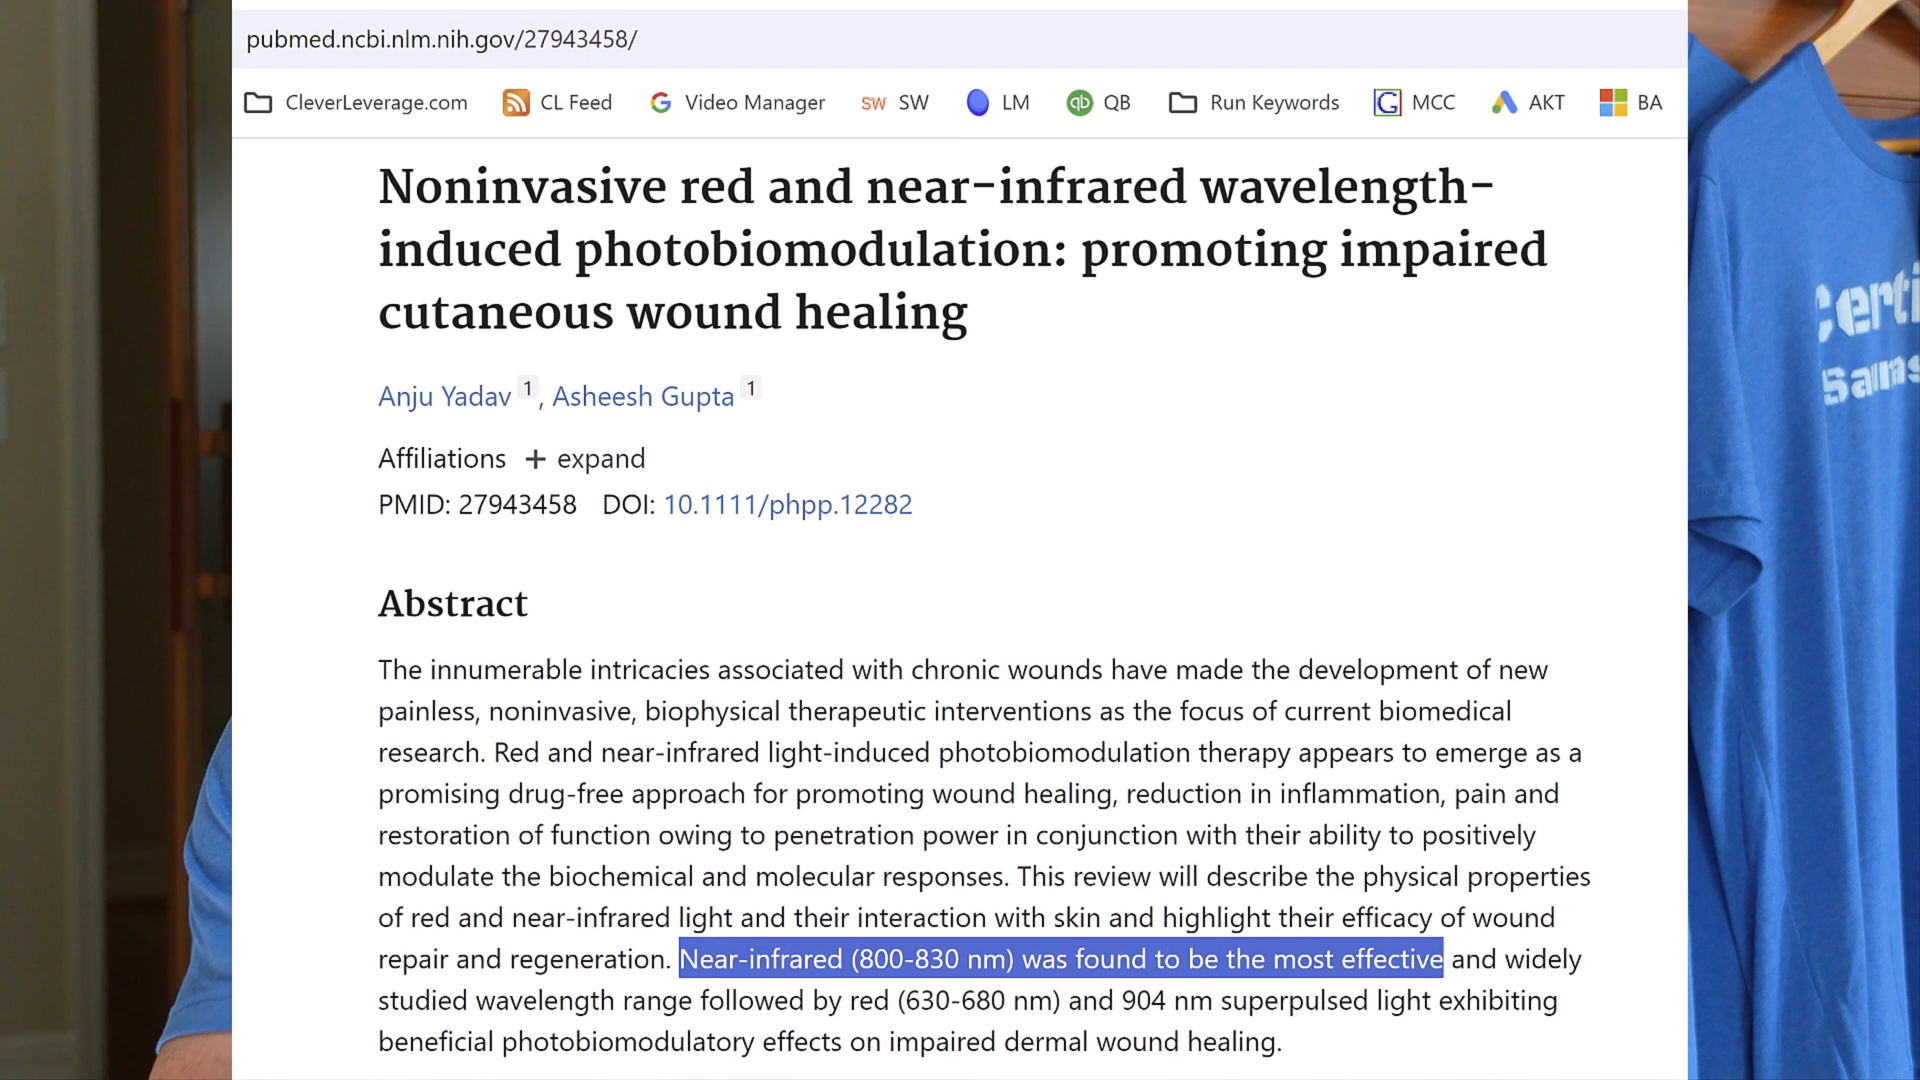 pubmed.ncbi.nlm.nih.gov/27943458/
CleverLeverage.com CL Feed Video Manager SW SW LM qb QB Run Keywords G MCC AKT BA
Noninvasive red and near-infrared wavelength-
induced photobiomodulation: promoting impaired
cutaneous wound healing
Anju Yadav 1, Asheesh Gupta 1
Affiliations + expand
PMID: 27943458 DOI: 10.1111/phpp.12282
Abstract
The innumerable intricacies associated with chronic wounds have made the development of new
painless, noninvasive, biophysical therapeutic interventions as the focus of current biomedical
research. Red and near-infrared light-induced photobiomodulation therapy appears to emerge as a
promising drug-free approach for promoting wound healing, reduction in inflammation, pain and
restoration of function owing to penetration power in conjunction with their ability to positively
modulate the biochemical and molecular responses. This review will describe the physical properties
of red and near-infrared light and their interaction with skin and highlight their efficacy of wound
repair and regeneration. Near-infrared (800-830 nm) was found to be the most effective and widely
studied wavelength range followed by red (630-680 nm) and 904 nm superpulsed light exhibiting
beneficial photobiomodulatory effects on impaired dermal wound healing.
Certi